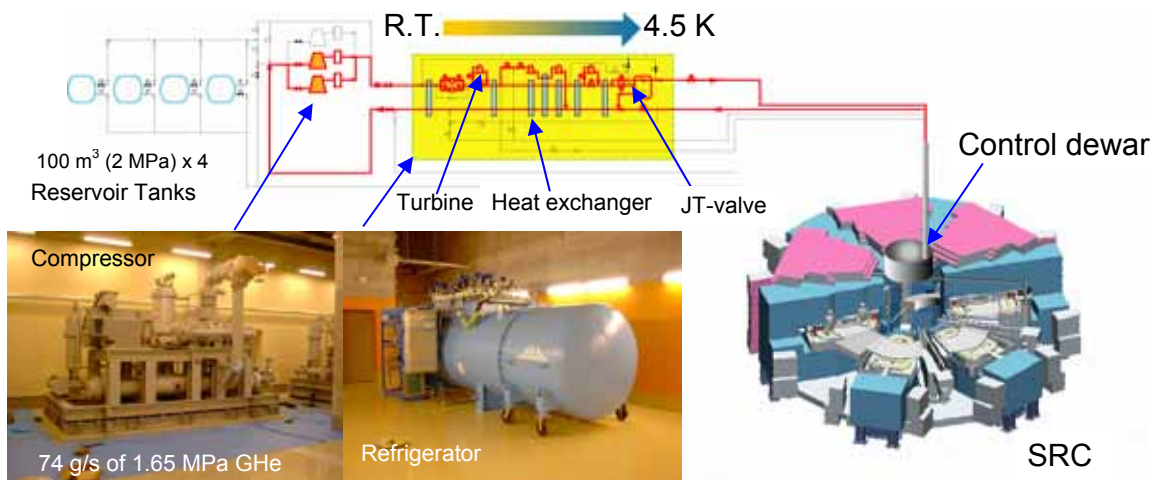 R.T.
4.5 K
100 m³ (2 MPa) x 4
Reservoir Tanks
Turbine
Heat exchanger
JT-valve
Control dewar
Compressor
74 g/s of 1.65 MPa GHe
Refrigerator
SRC